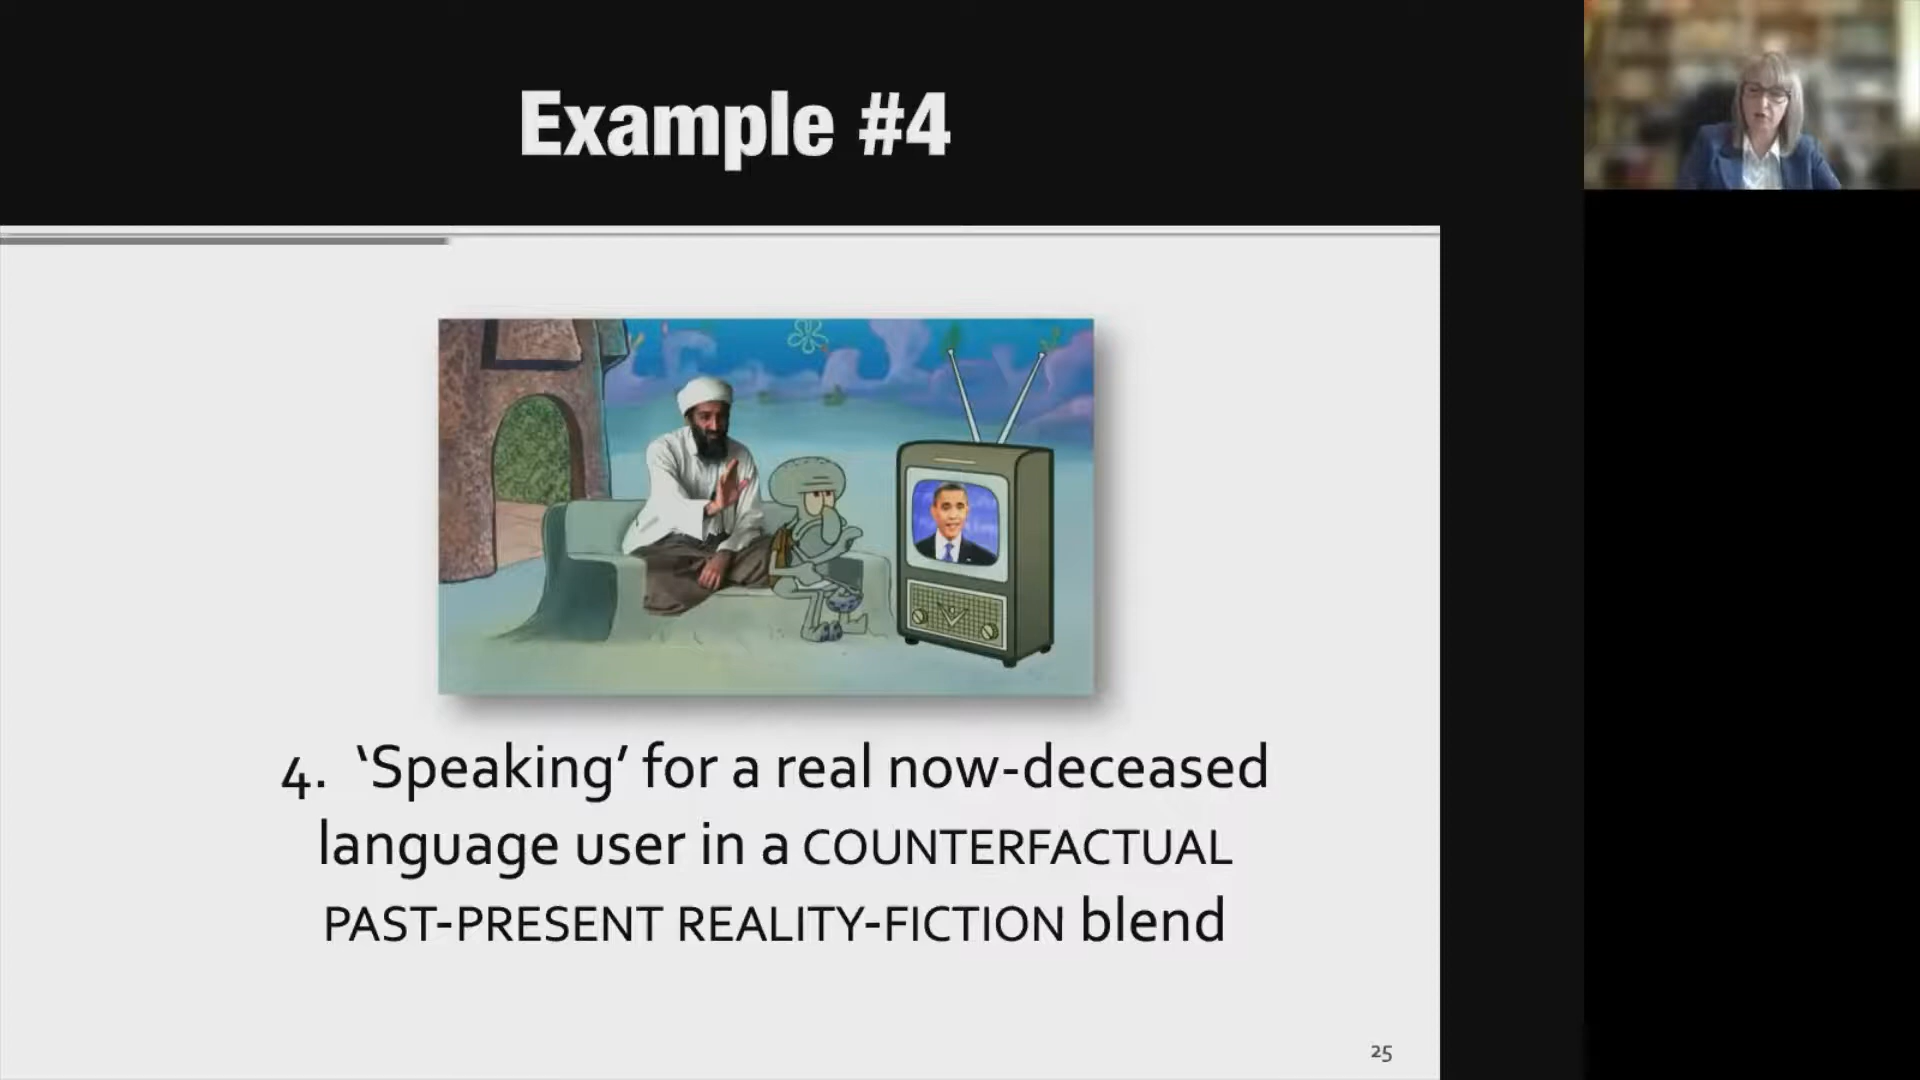 Example #4
4. ‘Speaking’ for a real now-deceased
language user in a COUNTERFACTUAL
PAST-PRESENT REALITY-FICTION blend
25